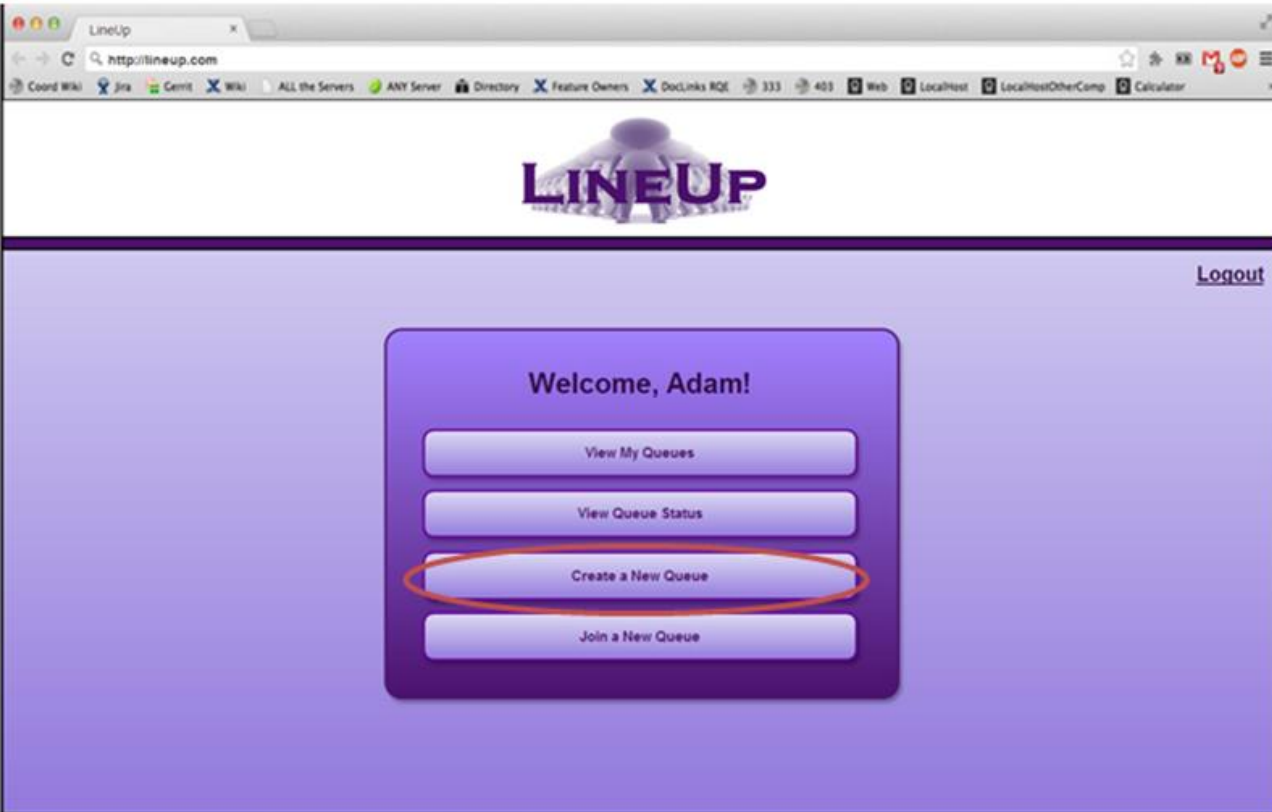 LineUp
http://lineup.com
Coord Wiki Jira Gerrit Wiki ALL the Servers ANY Server Directory Feature Owners DocLinks RQE 333 403 Web LocalHost LocalHostOtherComp Calculator
LINEUP
Logout
Welcome, Adam!
View My Queues
View Queue Status
Create a New Queue
Join a New Queue